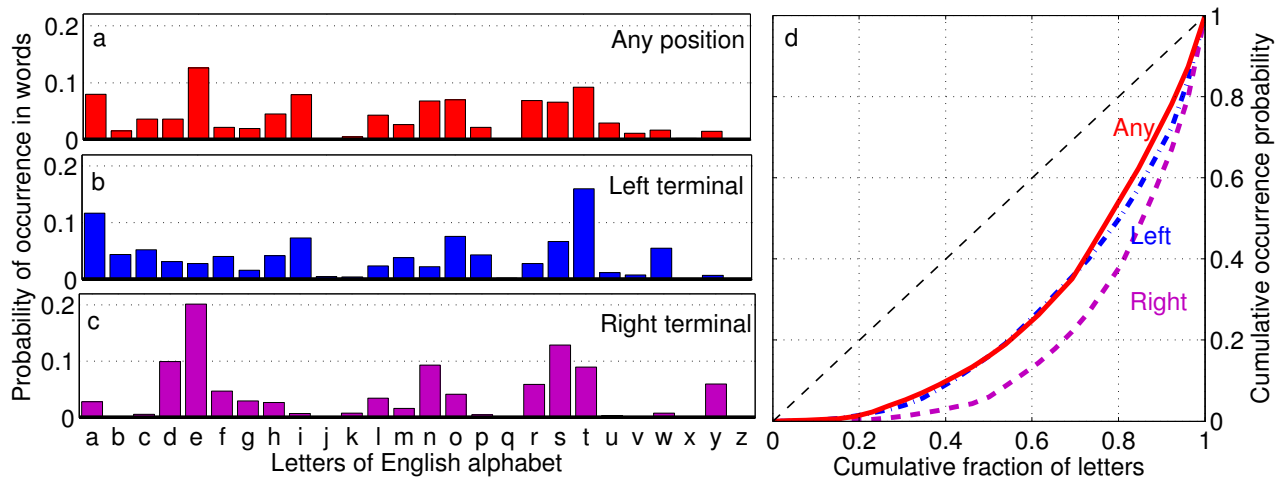 Probability of occurrence in words
0.2
0.1
0
a
Any position
0.2
0.1
0
b
Left terminal
0.2
0.1
0
c
Right terminal
a b c d e f g h i j k l m n o p q r s t u v w x y z
Letters of English alphabet
d
Any
Left
Right
1
0.8
0.6
0.4
0.2
0
0 0.2 0.4 0.6 0.8 1
Cumulative fraction of letters
Cumulative occurrence probability